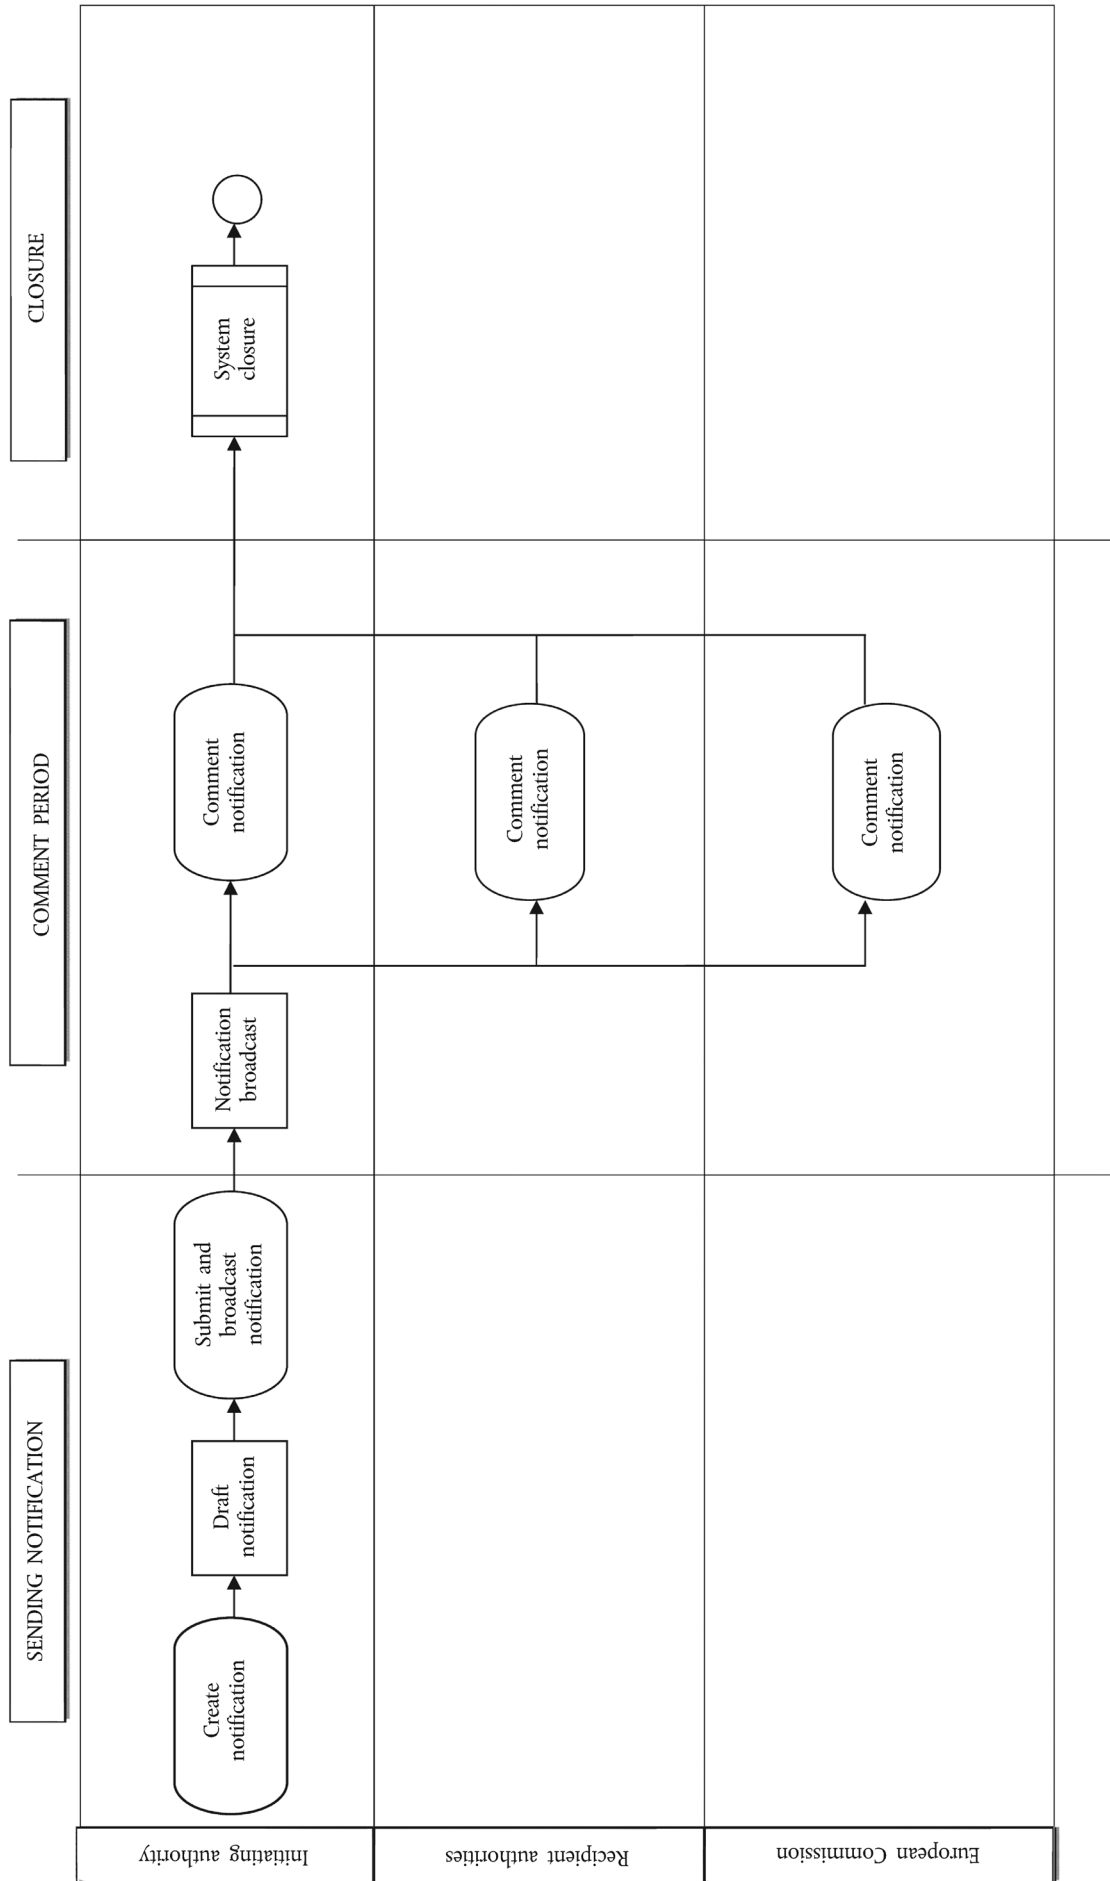 SENDING NOTIFICATION
COMMENT PERIOD
CLOSURE
Initiating authority
Create
notification
Draft
notification
Submit and
broadcast
notification
Notification
broadcast
Comment
notification
System
closure
Recipient authorities
Comment
notification
European Commission
Comment
notification